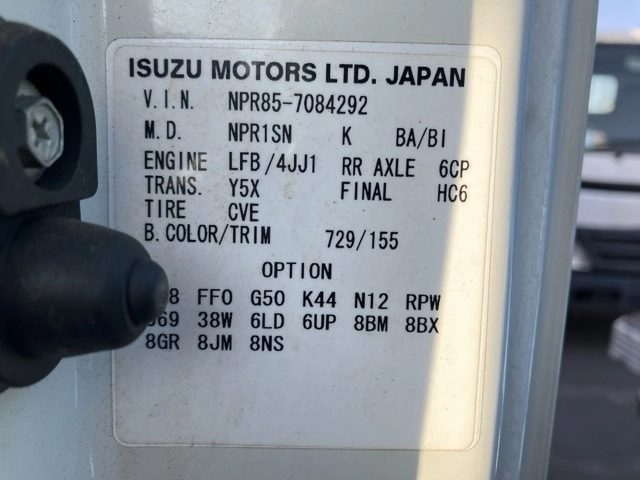 ISUZU MOTORS LTD. JAPAN
V.I.N. NPR85-7084292
M.D. NPR1SN K BA/BI
ENGINE LFB/4JJ1 RR AXLE 6CP
TRANS. Y5X FINAL HC6
TIRE CVE
B.COLOR/TRIM 729/155
OPTION
FF0 G50 K44 N12 RPW
38W 6LD 6UP 8BM 8BX
8GR 8JM 8NS